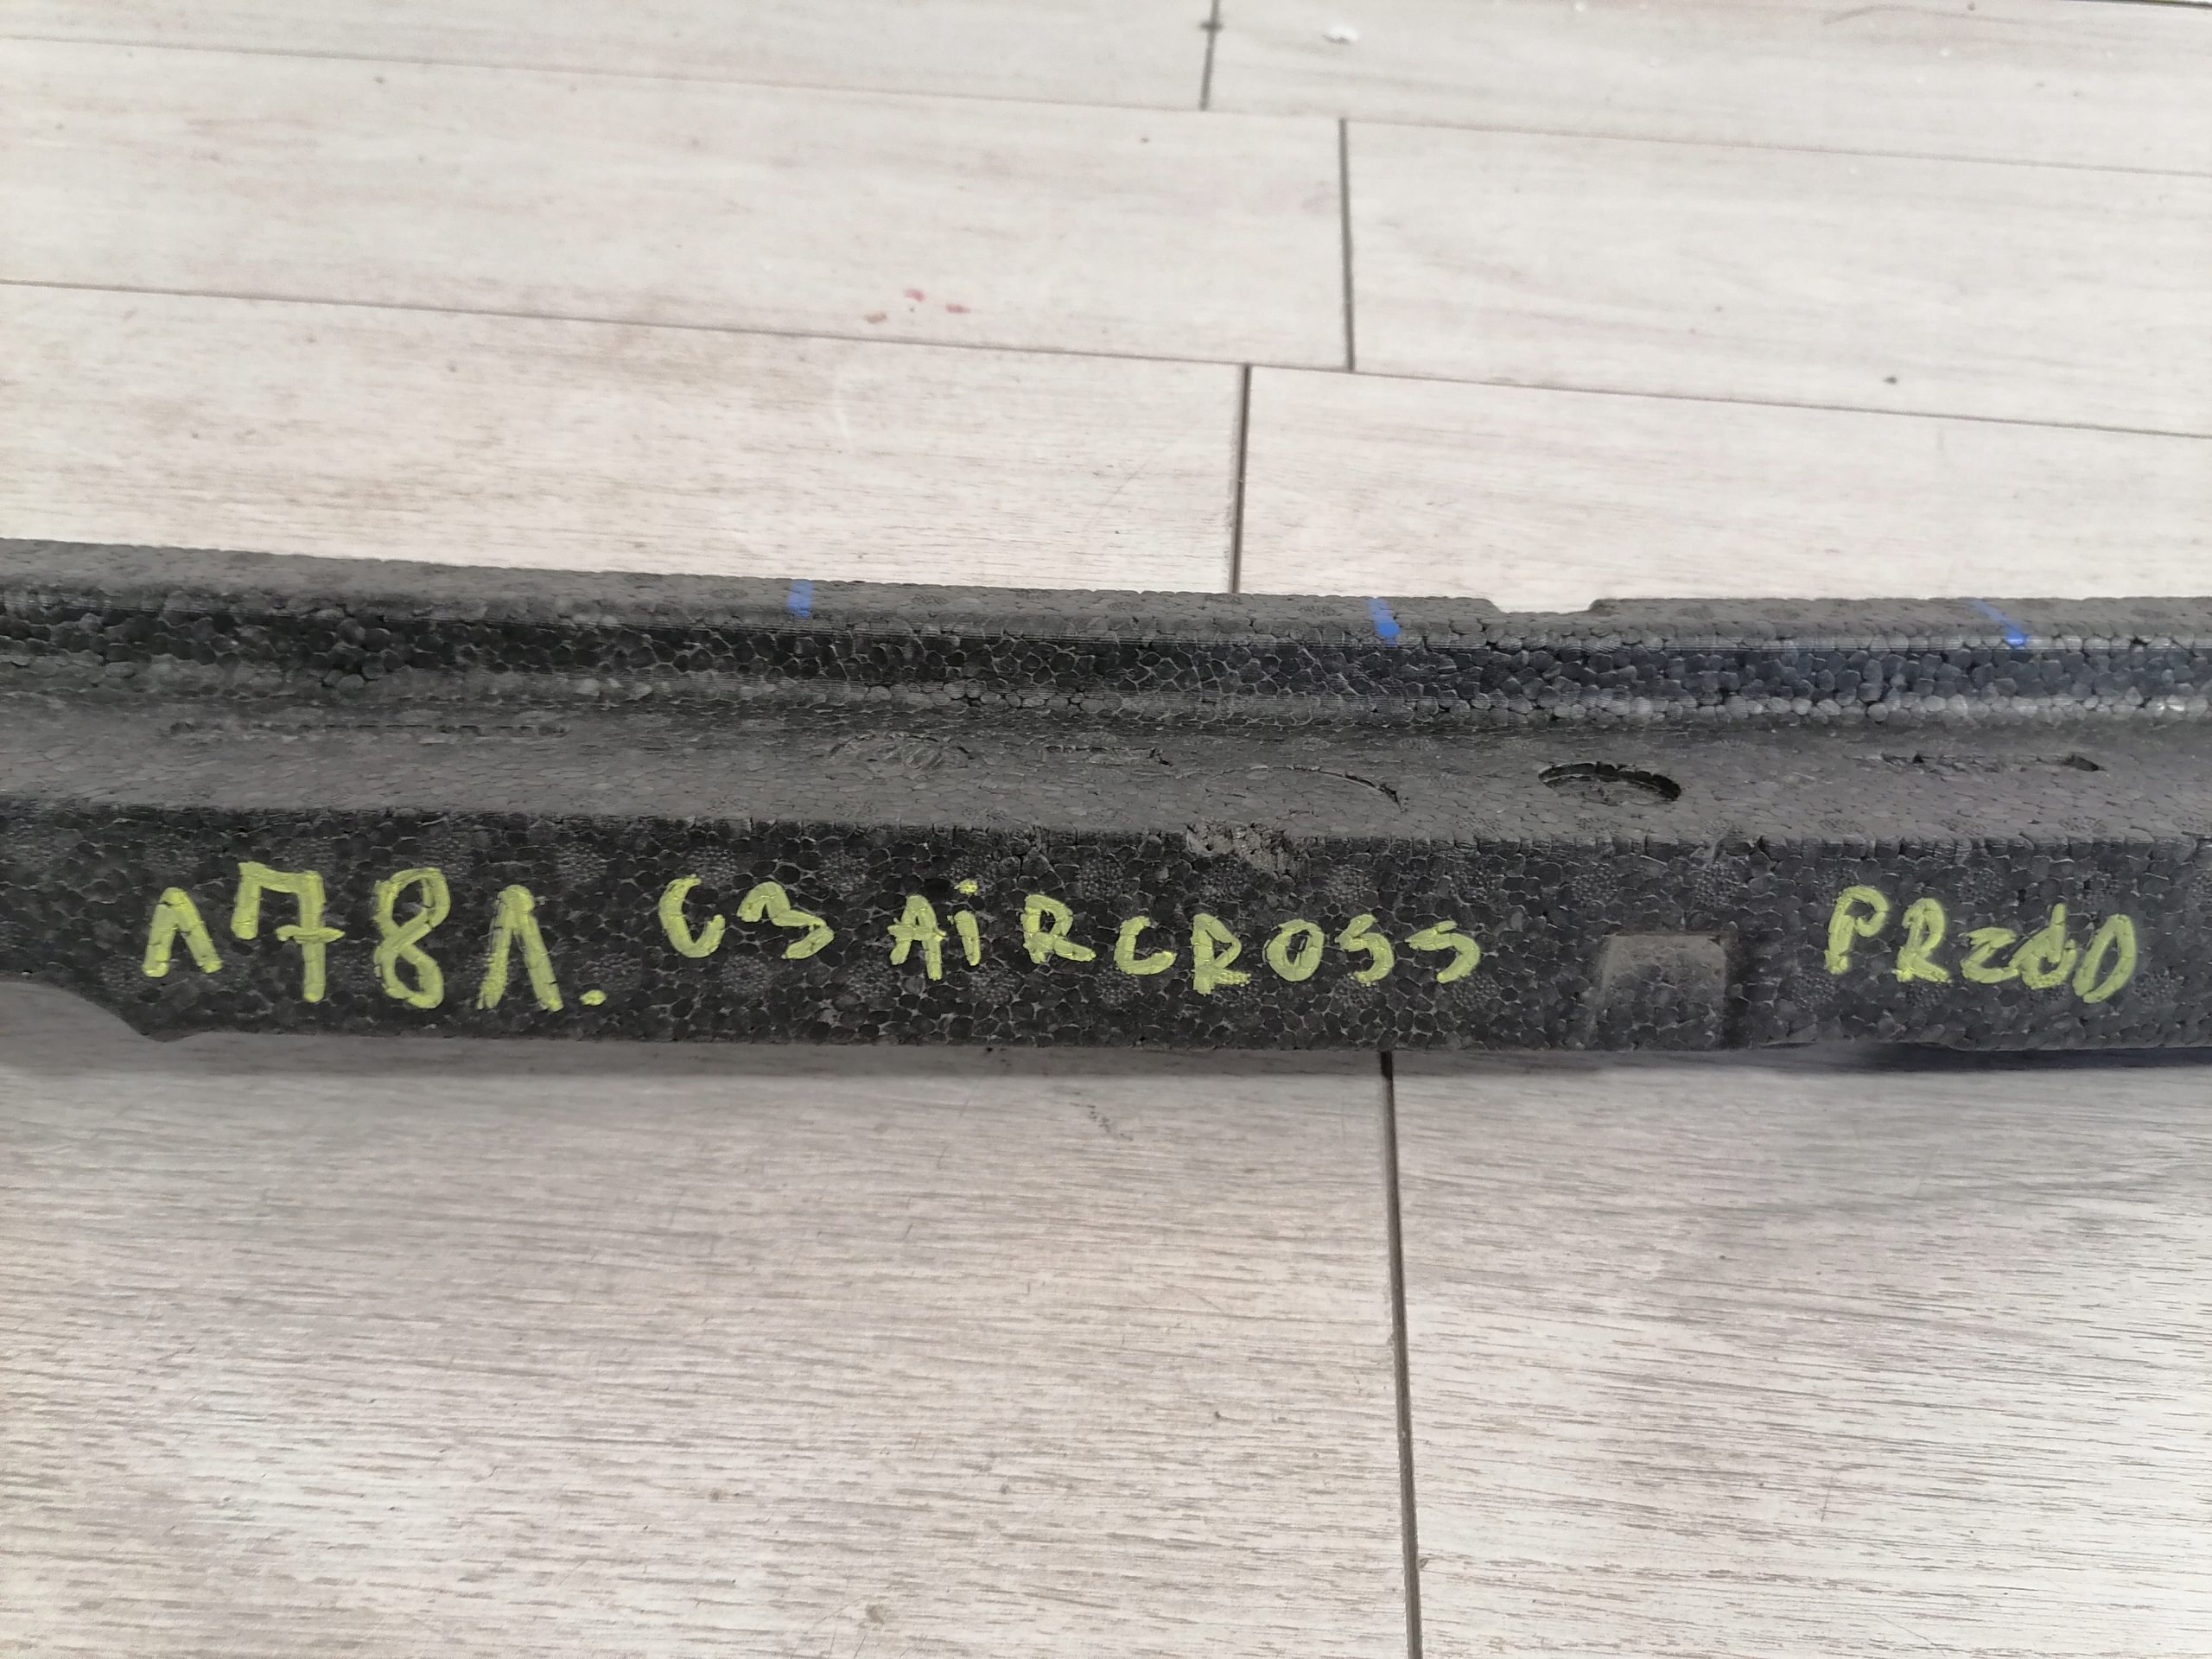 1781. C3 AiRCROSS PRZÓD